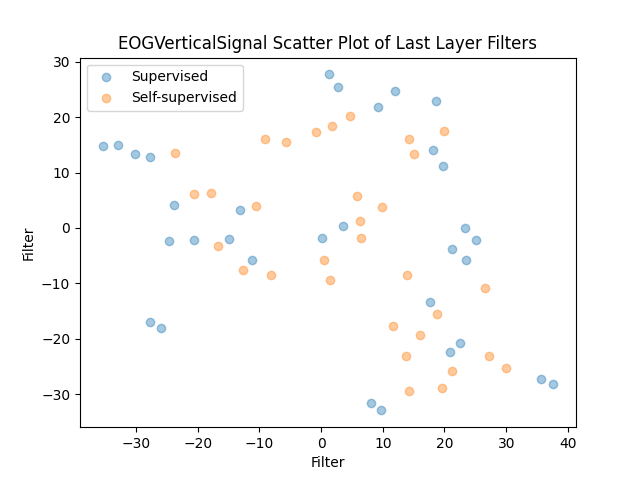 EOGVerticalSignal Scatter Plot of Last Layer Filters
Supervised
Self-supervised
30
20
10
0
−10
−20
−30
Filter
−30 −20 −10 0 10 20 30 40
Filter